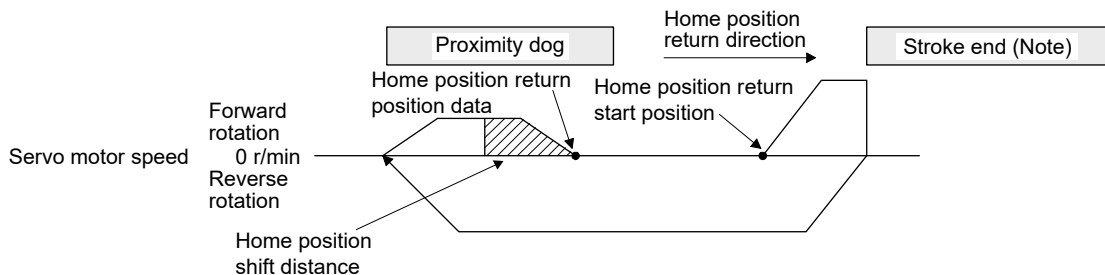 Proximity dog
Home position
return direction
Stroke end (Note)
Home position return
position data
Home position return
start position
Forward
rotation
Servo motor speed
0 r/min
Reverse
rotation
Home position
shift distance